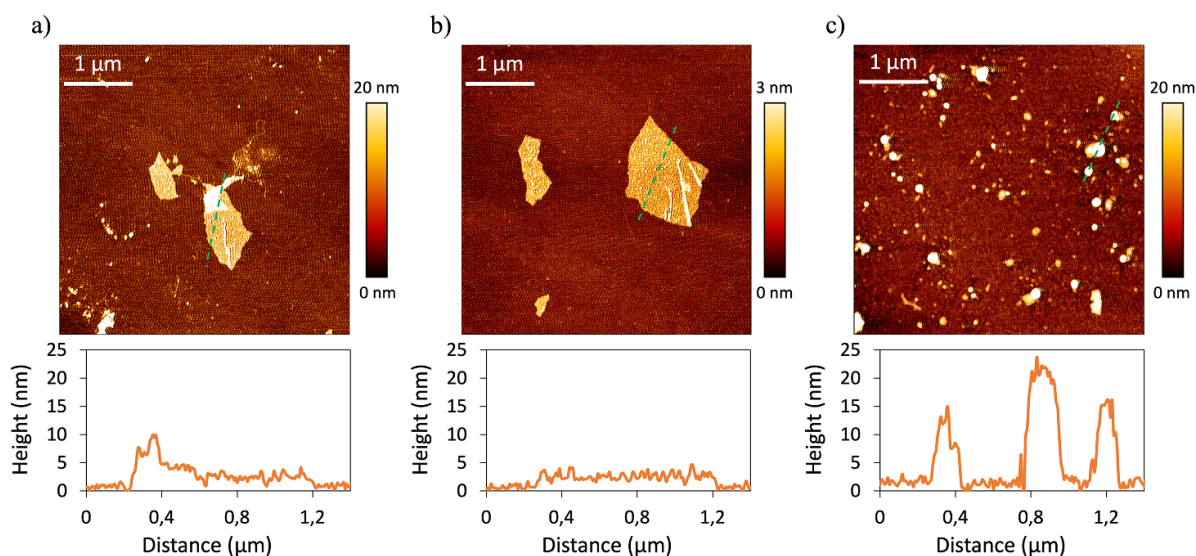 a)
1 µm
20 nm
0 nm
b)
1 µm
3 nm
0 nm
c)
1 µm
20 nm
0 nm
25
20
15
10
5
0
Height (nm)
0 0,4 0,8 1,2
Distance (µm)
25
20
15
10
5
0
Height (nm)
0 0,4 0,8 1,2
Distance (µm)
25
20
15
10
5
0
Height (nm)
0 0,4 0,8 1,2
Distance (µm)